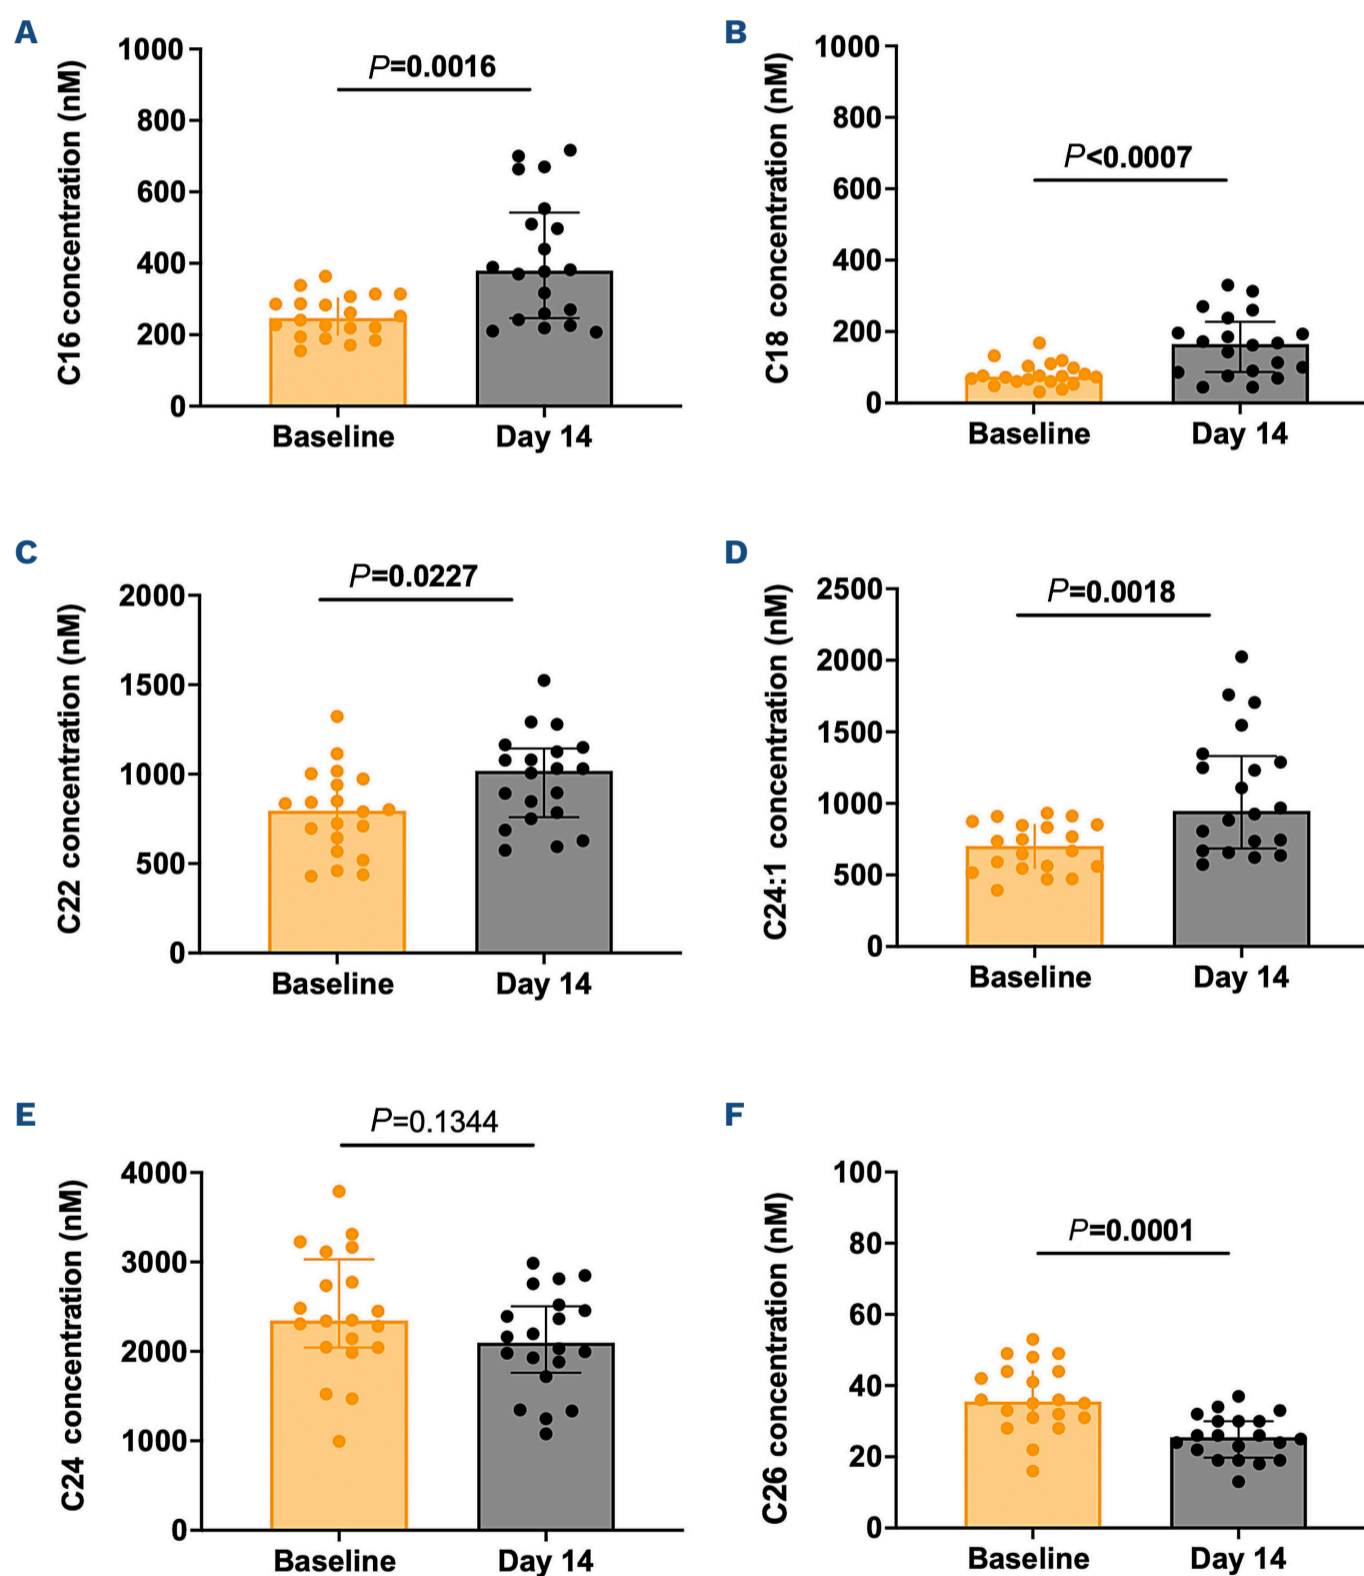 A
C16 concentration (nM)
1000
800
600
400
200
0
P=0.0016
Baseline
Day 14
B
C18 concentration (nM)
1000
800
600
400
200
0
P<0.0007
Baseline
Day 14
C
C22 concentration (nM)
2000
1500
1000
500
0
P=0.0227
Baseline
Day 14
D
C24:1 concentration (nM)
2500
2000
1500
1000
500
0
P=0.0018
Baseline
Day 14
E
C24 concentration (nM)
4000
3000
2000
1000
0
P=0.1344
Baseline
Day 14
F
C26 concentration (nM)
100
80
60
40
20
0
P=0.0001
Baseline
Day 14